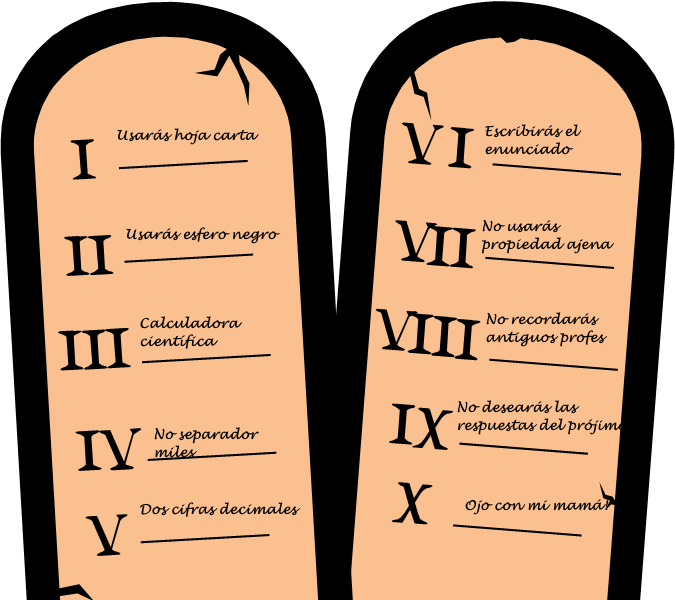 I Usarás hoja carta
II Usarás esfero negro
III Calculadora
científica
IV No separador
miles
V Dos cifras decimales
VI Escribirás el
enunciado
VII No usarás
propiedad ajena
VIII No recordarás
antiguos profes
IX No desearás las
respuestas del prójimo
X Ojo con mi mamá!